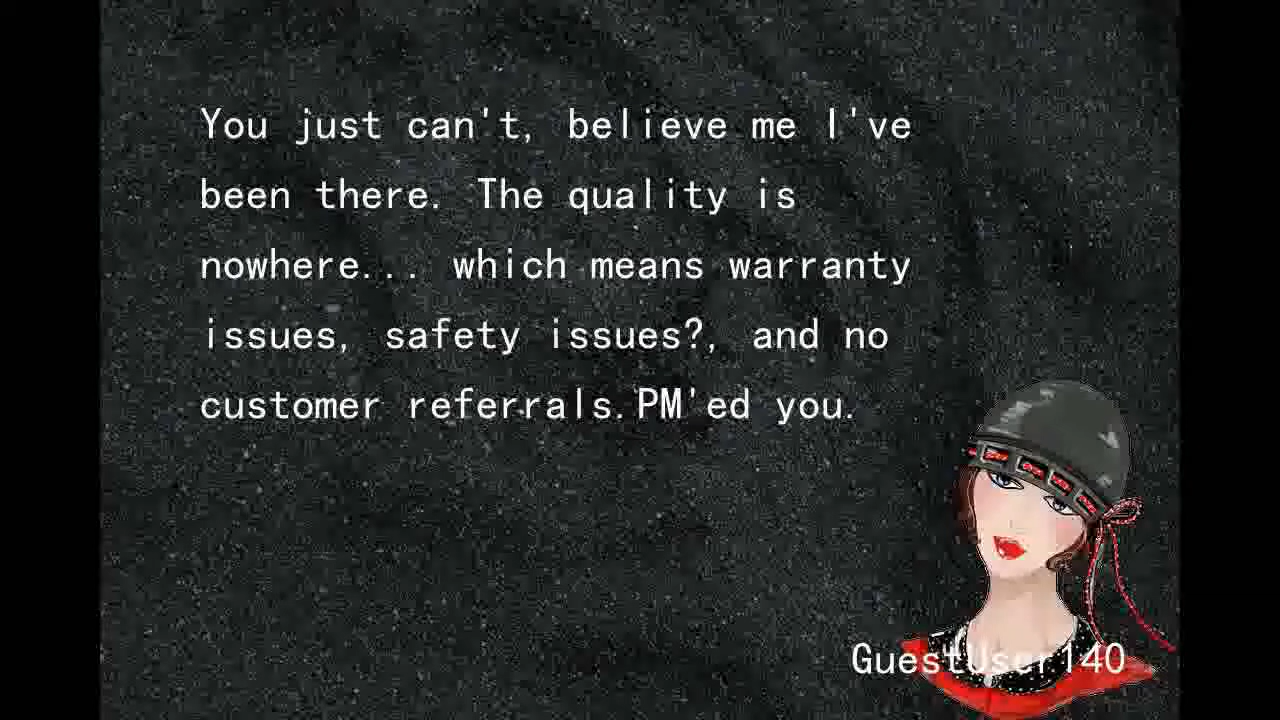 You just can't, believe me I've
been there. The quality is
nowhere... which means warranty
issues, safety issues?, and no
customer referrals.PM'ed you.
GuestUser140